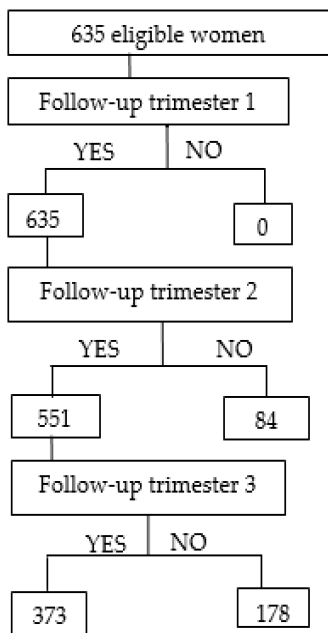 635 eligible women
Follow-up trimester 1
YES NO
635 0
Follow-up trimester 2
YES NO
551 84
Follow-up trimester 3
YES NO
373 178